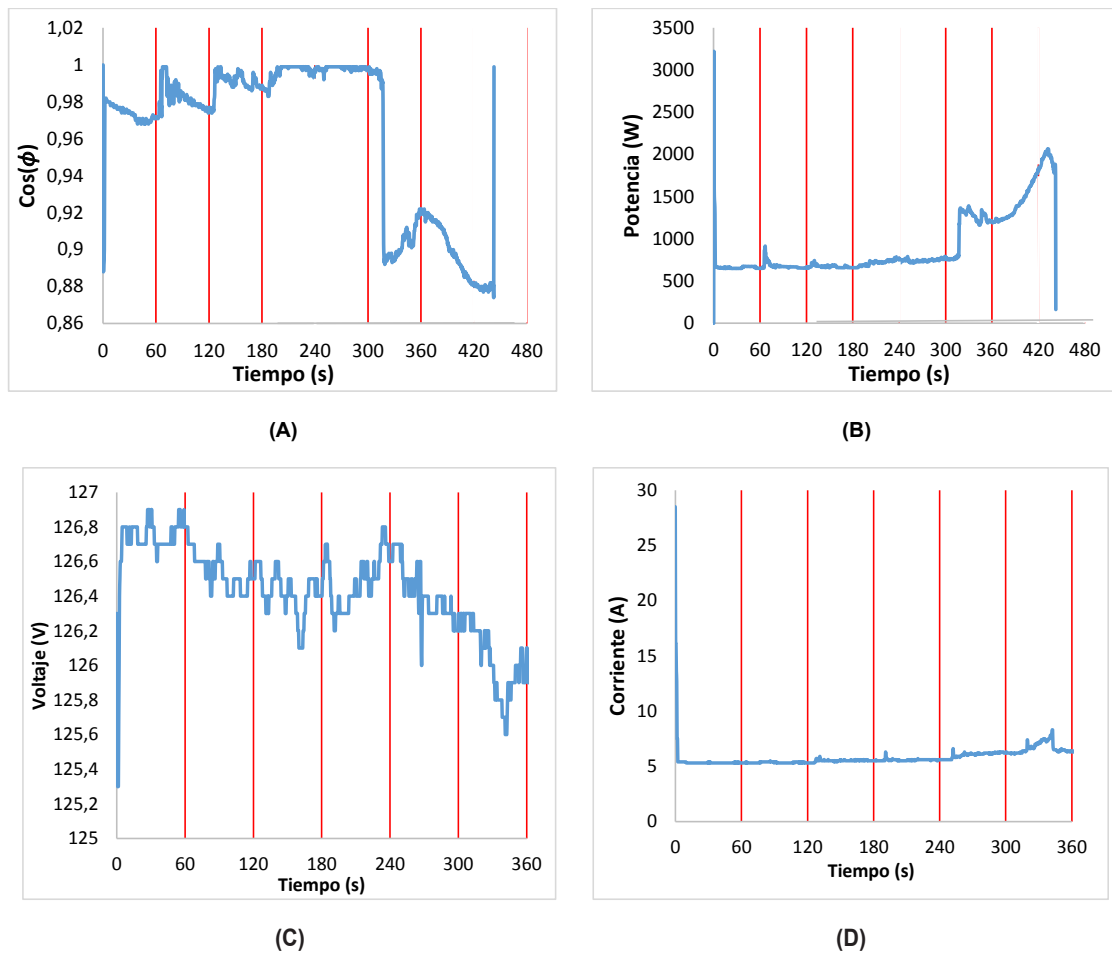 1,02
1
0,98
0,96
0,94
0,92
0,9
0,88
0,86
Cos(ϕ)
0 60 120 180 300 360 480
Tiempo (s)
(A)
3500
3000
2500
2000
1500
1000
500
0
Potencia (W)
0 60 120 180 240 300 360 420 480
Tiempo (s)
(B)
127
126,8
126,6
126,4
126,2
126
125,8
125,6
125,4
125,2
125
Voltaje (V)
0 60 120 180 240 300 360
Tiempo (s)
(C)
30
25
20
15
10
5
0
Corriente (A)
0 60 120 180 240 300 360
Tiempo (s)
(D)